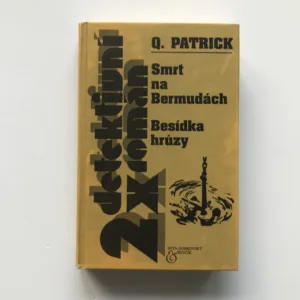 Q. PATRICK
Smrt
na
Bermudách
Besídka
hrůzy
2x detektivní
román